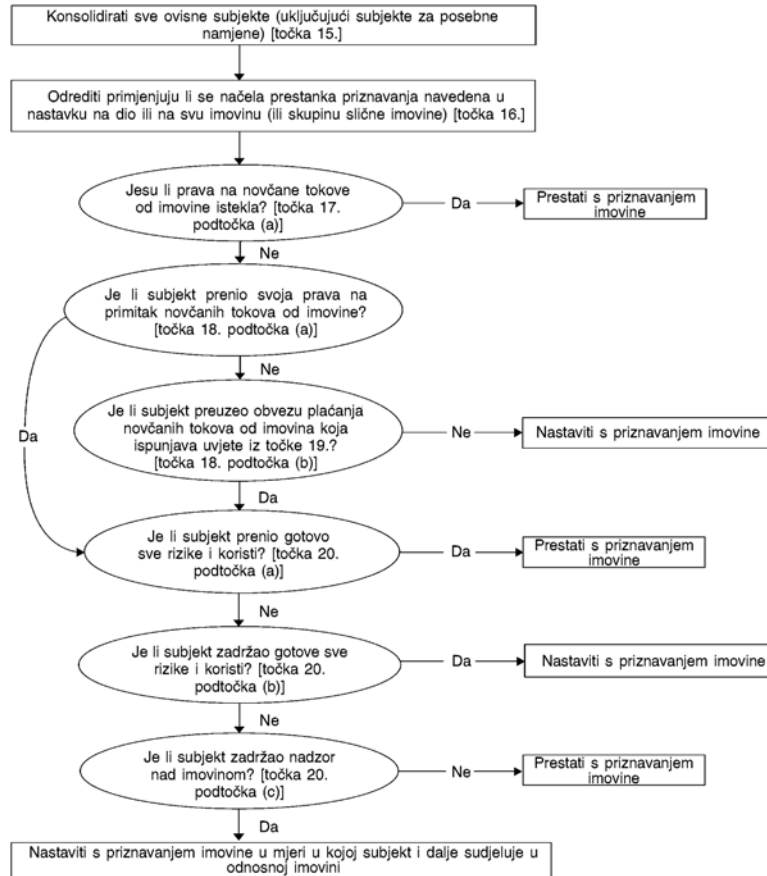 Konsolidirati sve ovisne subjekte (uključujući subjekte za posebne
namjene) [točka 15.]
Odrediti primjenjuju li se načela prestanka priznavanja navedena u
nastavku na dio ili na svu imovinu (ili skupinu slične imovine) [točka 16.]
Jesu li prava na novčane tokove
od imovine istekla? [točka 17.
podtočka (a)]
Da
Prestati s priznavanjem
imovine
Ne
Je li subjekt prenio svoja prava na
primitak novčanih tokova od imovine?
[točka 18. podtočka (a)]
Ne
Da
Je li subjekt preuzeo obvezu plaćanja
novčanih tokova od imovina koja
ispunjava uvjete iz točke 19.?
[točka 18. podtočka (b)]
Ne
Nastaviti s priznavanjem imovine
Da
Je li subjekt prenio gotovo
sve rizike i koristi? [točka 20.
podtočka (a)]
Da
Prestati s priznavanjem
imovine
Ne
Je li subjekt zadržao gotove sve
rizike i koristi? [točka 20.
podtočka (b)]
Da
Nastaviti s priznavanjem imovine
Ne
Je li subjekt zadržao nadzor
nad imovinom? [točka 20.
podtočka (c)]
Ne
Prestati s priznavanjem
imovine
Da
Nastaviti s priznavanjem imovine u mjeri u kojoj subjekt i dalje sudjeluje u
odnosnoj imovini